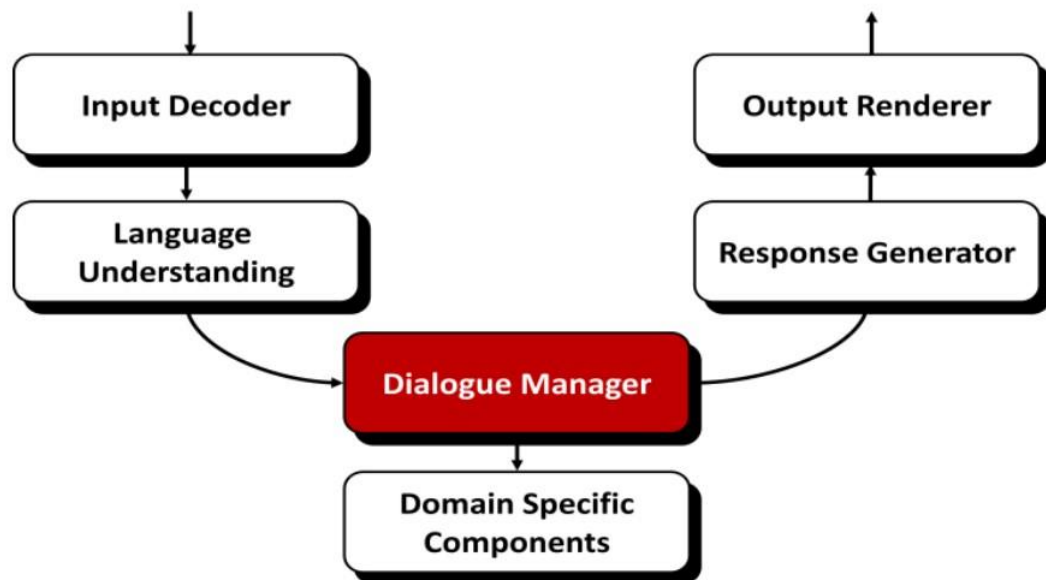 Input Decoder
Output Renderer
Language
Understanding
Response Generator
Dialogue Manager
Domain Specific
Components